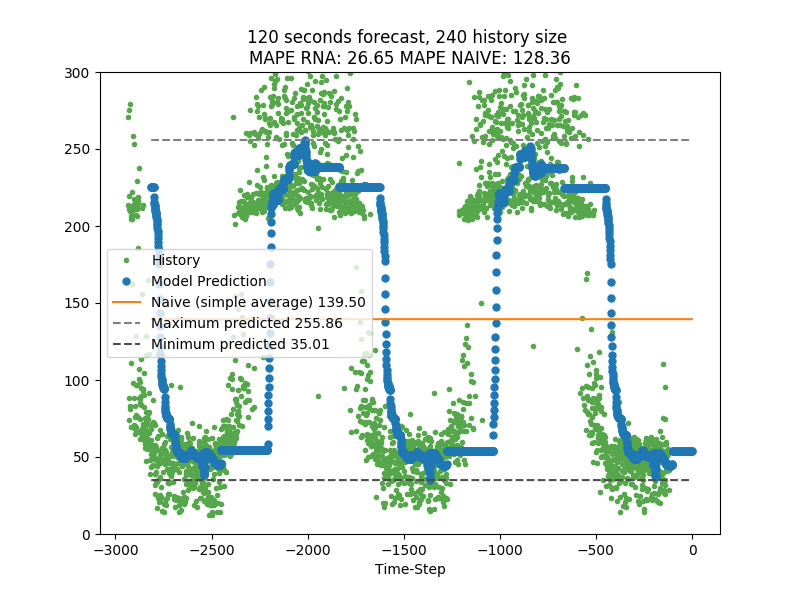 120 seconds forecast, 240 history size
MAPE RNA: 26.65 MAPE NAIVE: 128.36
300
250
200
150
100
50
0
History
Model Prediction
Naive (simple average) 139.50
Maximum predicted 255.86
Minimum predicted 35.01
−3000 −2500 −2000 −1500 −1000 −500 0
Time-Step